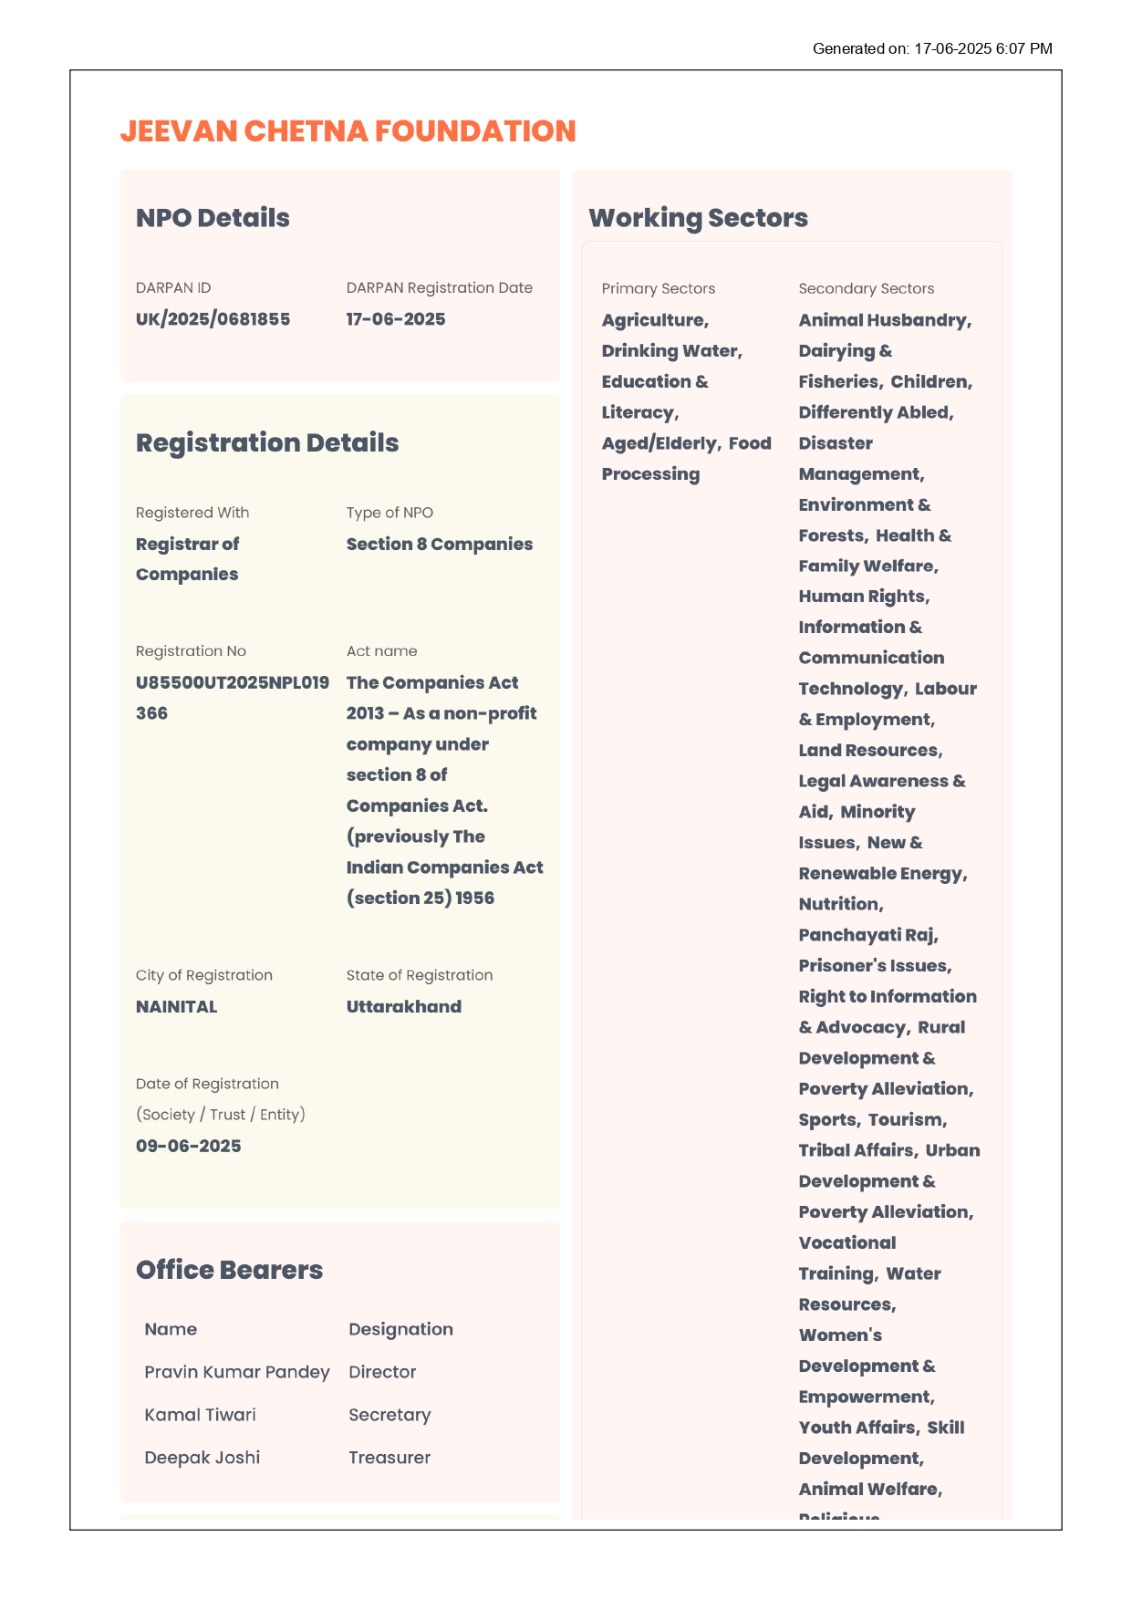 Generated on: 17-06-2025 6:07 PM
JEEVAN CHETNA FOUNDATION
NPO Details
DARPAN ID
UK/2025/0681855
DARPAN Registration Date
17-06-2025
Registration Details
Registered With
Registrar of
Companies
Type of NPO
Section 8 Companies
Registration No
U85500UT2025NPL019
366
Act name
The Companies Act
2013 – As a non-profit
company under
section 8 of
Companies Act.
(previously The
Indian Companies Act
(section 25) 1956
City of Registration
NAINITAL
State of Registration
Uttarakhand
Date of Registration
(Society / Trust / Entity)
09-06-2025
Office Bearers
Name Designation
Pravin Kumar Pandey Director
Kamal Tiwari Secretary
Deepak Joshi Treasurer
Working Sectors
Primary Sectors
Agriculture,
Drinking Water,
Education &
Literacy,
Aged/Elderly, Food
Processing
Secondary Sectors
Animal Husbandry,
Dairying &
Fisheries, Children,
Differently Abled,
Disaster
Management,
Environment &
Forests, Health &
Family Welfare,
Human Rights,
Information &
Communication
Technology, Labour
& Employment,
Land Resources,
Legal Awareness &
Aid, Minority
Issues, New &
Renewable Energy,
Nutrition,
Panchayati Raj,
Prisoner's Issues,
Right to Information
& Advocacy, Rural
Development &
Poverty Alleviation,
Sports, Tourism,
Tribal Affairs, Urban
Development &
Poverty Alleviation,
Vocational
Training, Water
Resources,
Women's
Development &
Empowerment,
Youth Affairs, Skill
Development,
Animal Welfare,